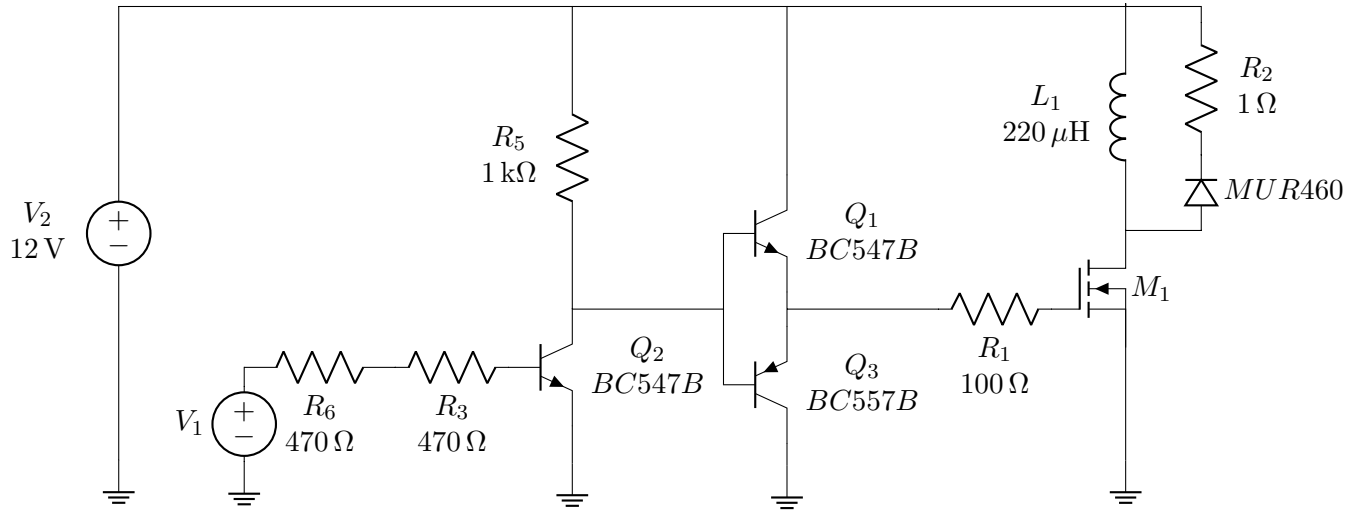 R2
1 Ω
L1
220 μH
R5
1 kΩ
MUR460
V2
12 V
+
−
Q1
BC547B
M1
R1
100 Ω
Q2
BC547B
Q3
BC557B
V1
+
−
R6
470 Ω
R3
470 Ω